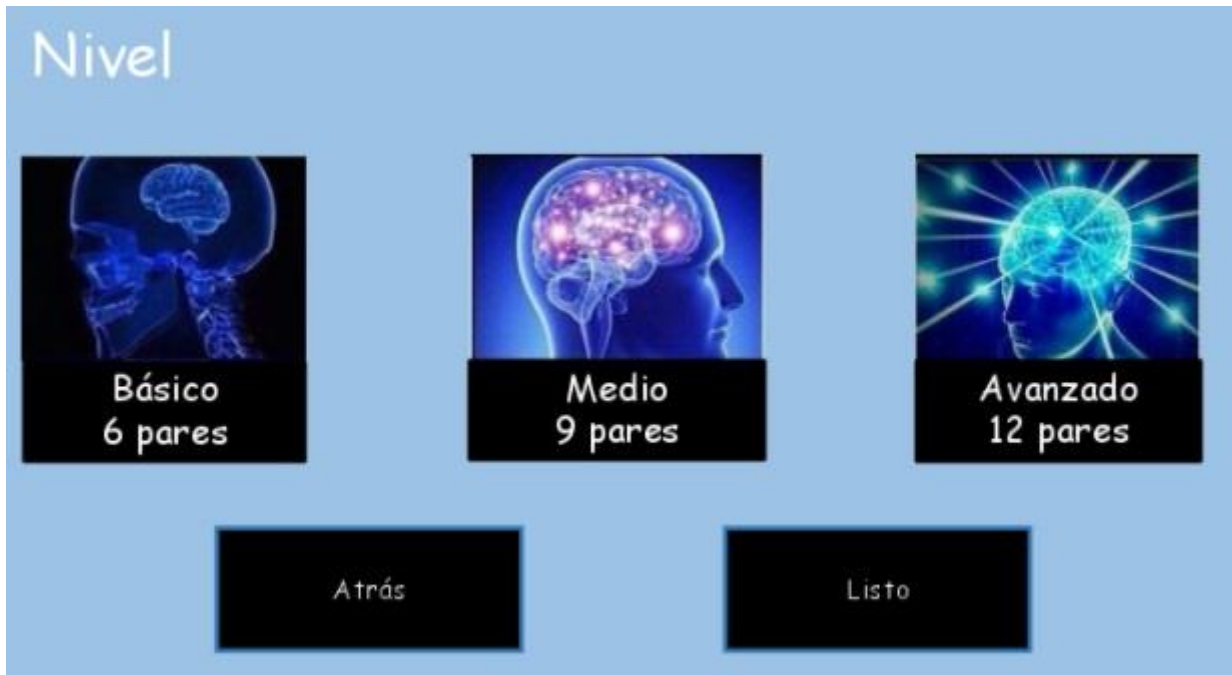 Nivel
Básico
6 pares
Medio
9 pares
Avanzado
12 pares
Atrás
Listo